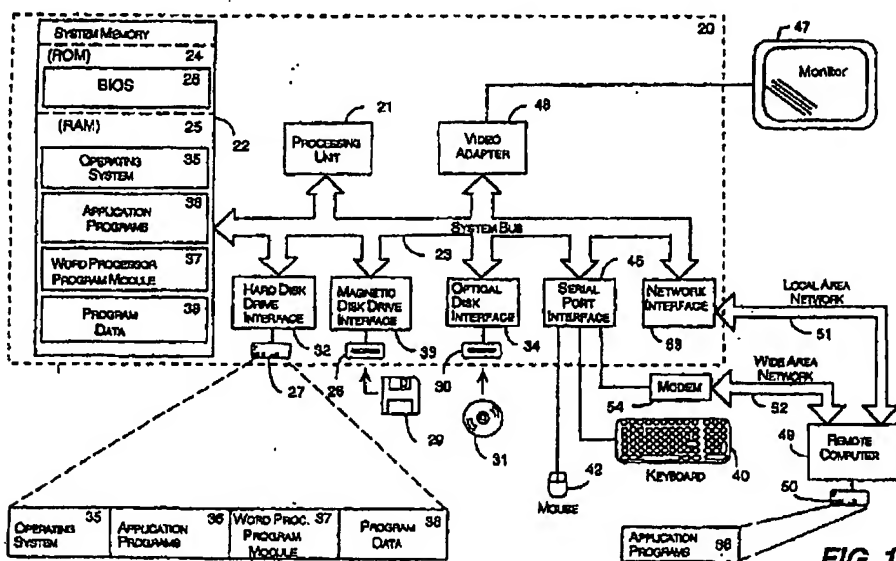 SYSTEM MEMORY
(ROM) 24
BIOS 26
(RAM) 25
OPERATING SYSTEM 35
APPLICATION PROGRAMS 36
WORD PROCESSOR PROGRAM MODULE 37
PROGRAM DATA 38
22
20
21
PROCESSING UNIT
48
VIDEO ADAPTER
47
Monitor
SYSTEM BUS
23
HARD DISK DRIVE INTERFACE
32
MAGNETIC DISK DRIVE INTERFACE
33
OPTICAL DISK INTERFACE
34
46
SERIAL PORT INTERFACE
NETWORK INTERFACE
53
LOCAL AREA NETWORK
51
27
28
29
30
31
MODEM
54
WIDE AREA NETWORK
52
42
MOUSE
KEYBOARD
40
49
REMOTE COMPUTER
50
OPERATING SYSTEM 35
APPLICATION PROGRAMS 36
WORD PROC. PROGRAM MODULE 37
PROGRAM DATA 38
APPLICATION PROGRAMS 36
FIG. 1